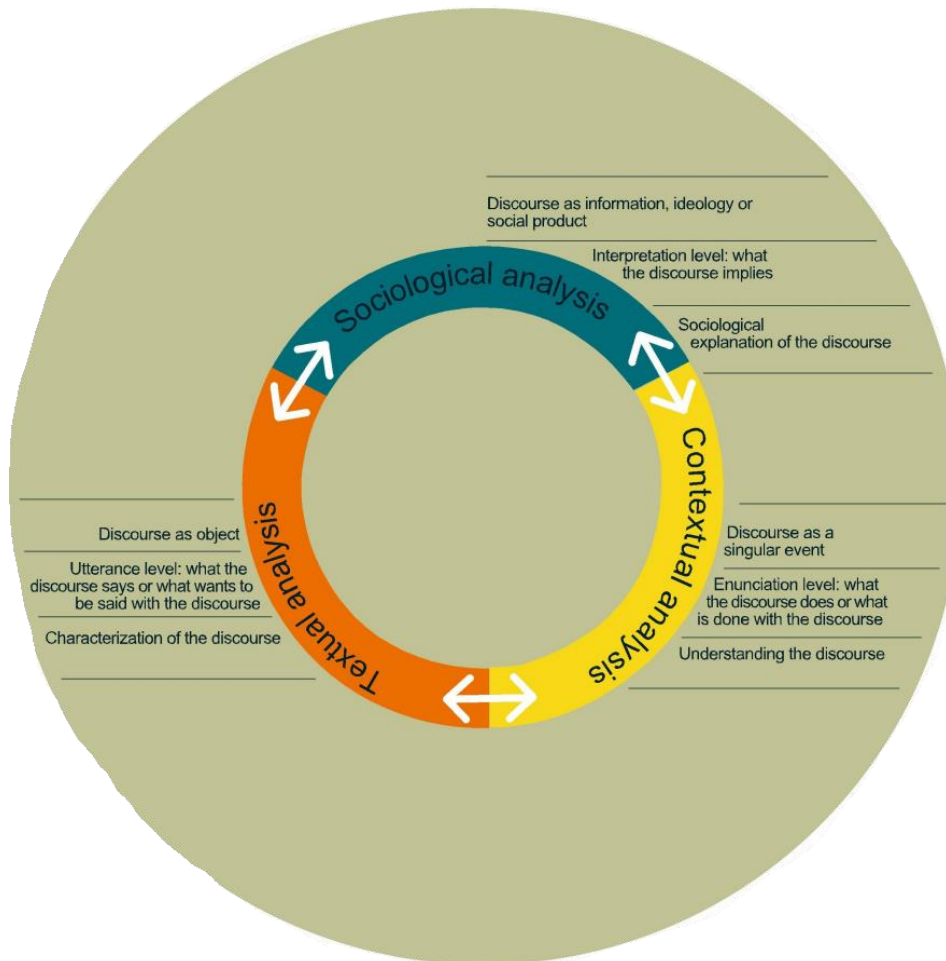 Discourse as information, ideology or
social product
Interpretation level: what
the discourse implies
Sociological
explanation of the discourse
Sociological analysis
Contextual analysis
Textual analysis
Discourse as object
Utterance level: what the
discourse says or what wants to
be said with the discourse
Characterization of the discourse
Discourse as a
singular event
Enunciation level: what
the discourse does or what
is done with the discourse
Understanding the discourse